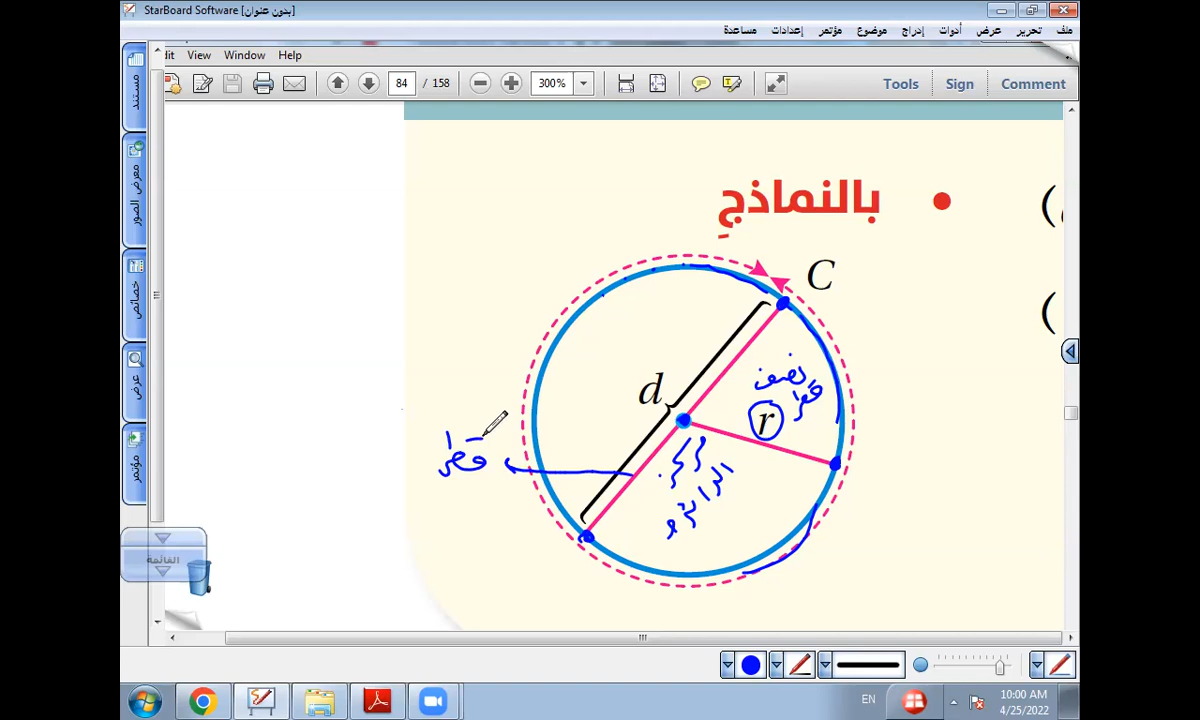 StarBoard Software [بدون عنوان]
ملف تحرير عرض أدوات إدراج موضوع مؤتمر إعدادات مساعدة
dit View Window Help
84 / 158 300% Tools Sign Comment
مستند
معرض الصور
خصائص
عرض
مؤتمر
القائمة
بالنماذجِ
C
d
نصف
قطر
r
قطر
مركز
الدائرة
EN
10:00 AM
4/25/2022